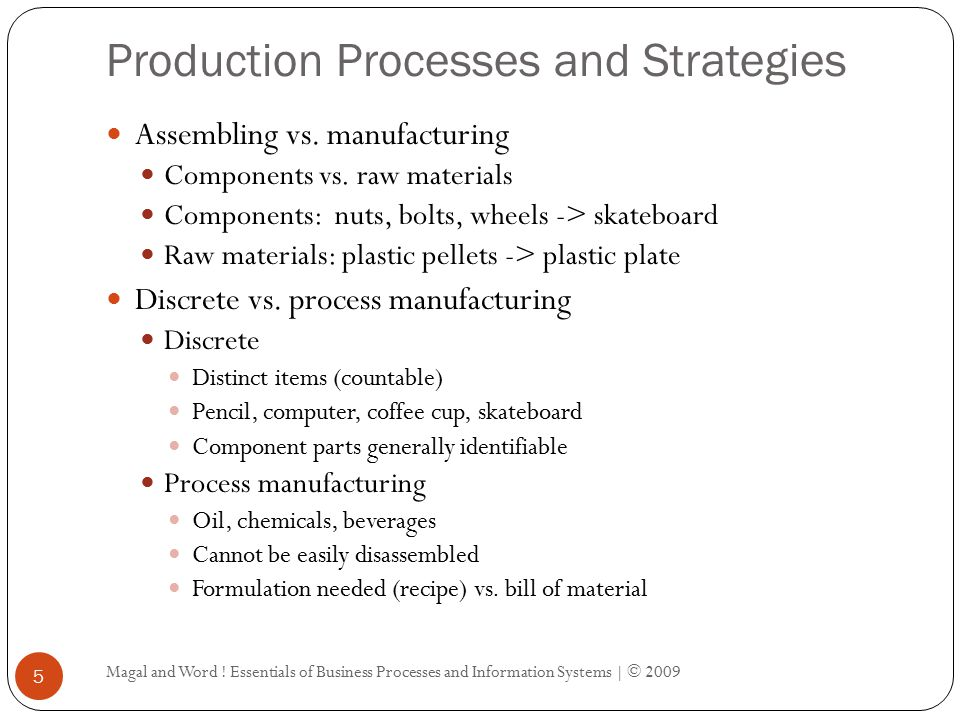 Production Processes and Strategies
Assembling vs. manufacturing
Components vs. raw materials
Components: nuts, bolts, wheels -> skateboard
Raw materials: plastic pellets -> plastic plate
Discrete vs. process manufacturing
Discrete
Distinct items (countable)
Pencil, computer, coffee cup, skateboard
Component parts generally identifiable
Process manufacturing
Oil, chemicals, beverages
Cannot be easily disassembled
Formulation needed (recipe) vs. bill of material
5
Magal and Word ! Essentials of Business Processes and Information Systems | © 2009